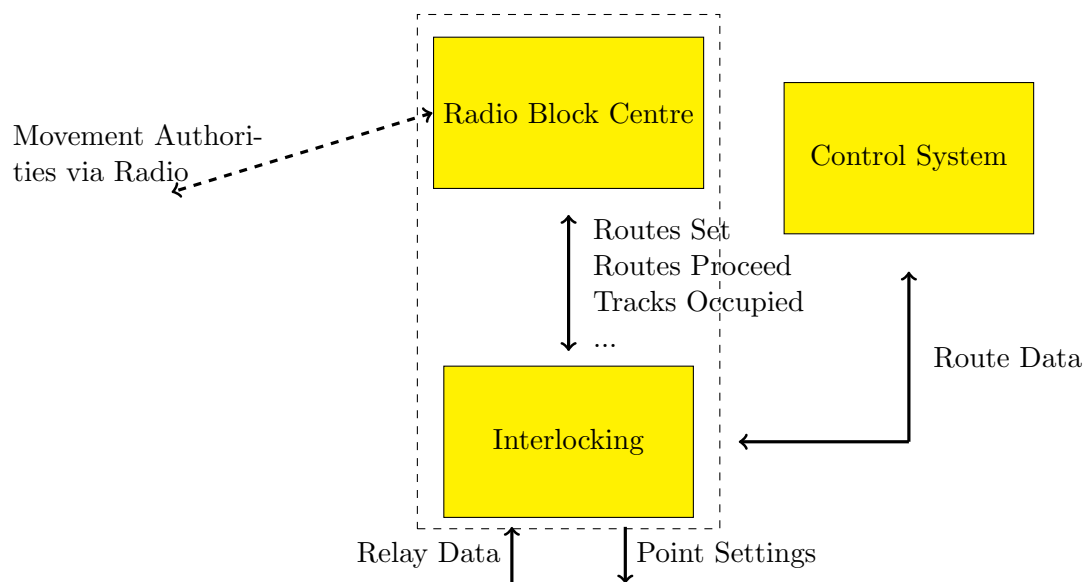 Radio Block Centre
Movement Authori-
ties via Radio
Control System
Routes Set
Routes Proceed
Tracks Occupied
...
Route Data
Interlocking
Relay Data
Point Settings